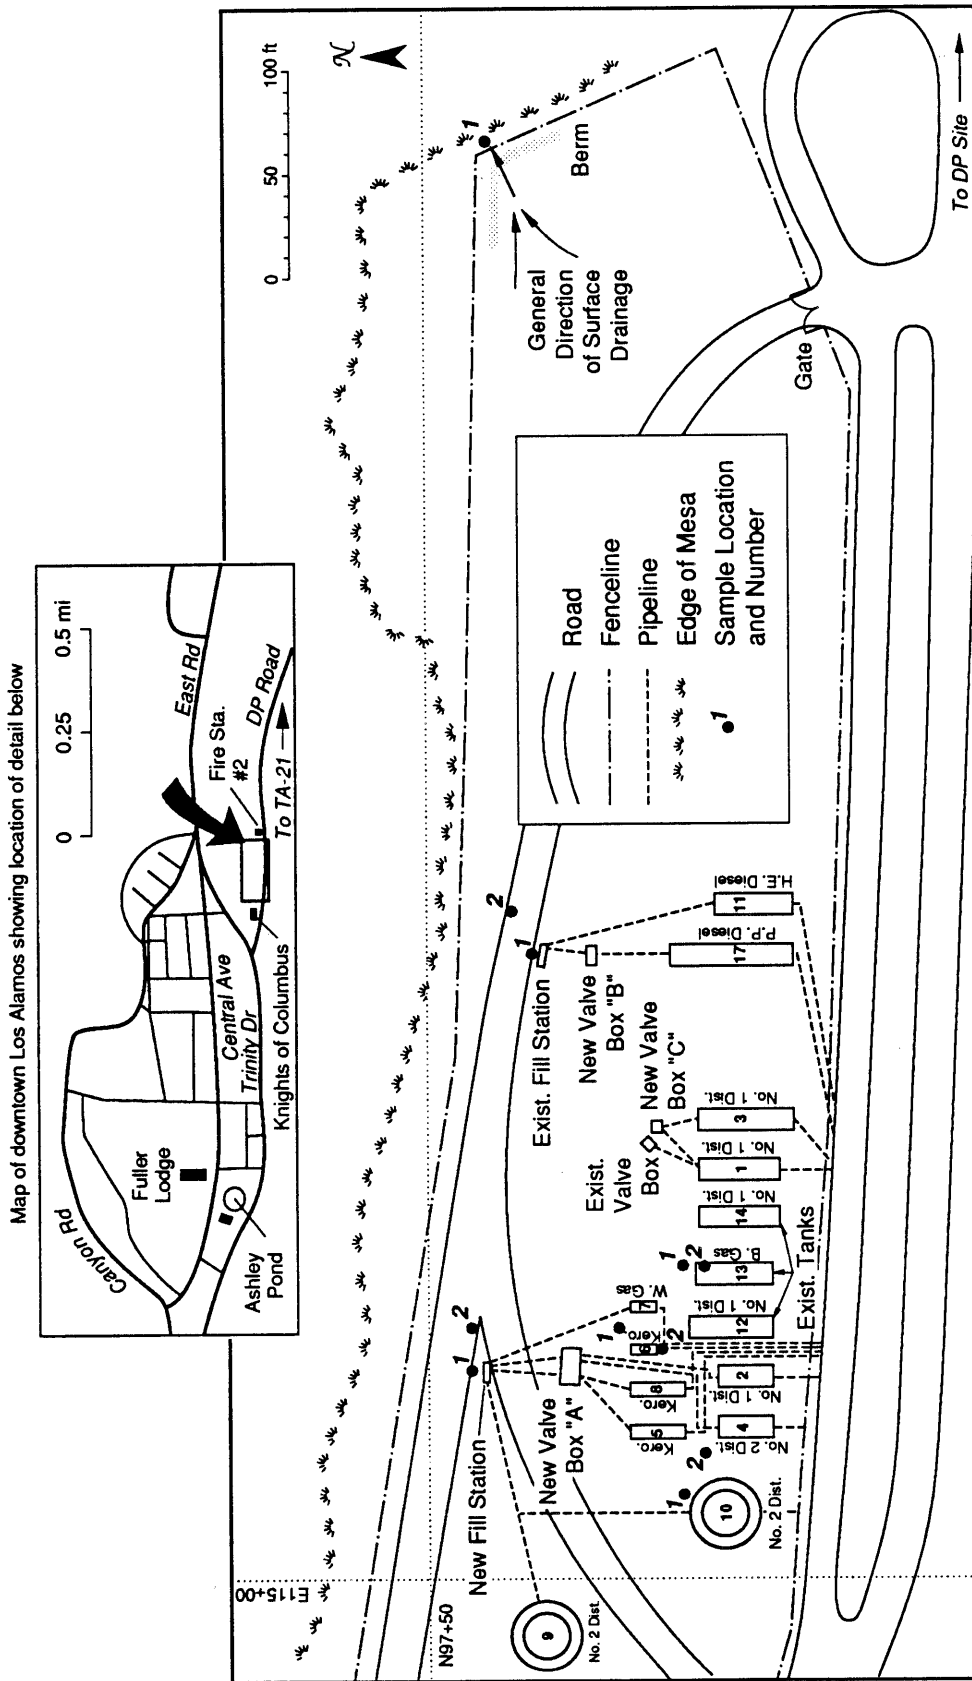 Map of downtown Los Alamos showing location of detail below
0 0.25 0.5 mi
Canyon Rd
East Rd
Fuller
Lodge
Central Ave
Trinity Dr
Fire Sta.
#2
DP Road
Ashley
Pond
Knights of Columbus
To TA-21
0 50 100 ft
N
E115+00
N97+50
1
Berm
General
Direction
of Surface
Drainage
Gate
To DP Site
Road
Fenceline
Pipeline
Edge of Mesa
1
Sample Location
and Number
New Fill Station
1
2
Exist. Fill Station
1
2
New Valve
Box "A"
New Valve
Box "B"
New Valve
Box "C"
Exist.
Valve
Box
9
No. 2 Dist.
10
No. 2 Dist.
1
2
5
Kero.
8
Kero.
6
Kero
1
2
7
W. Gas
4
No. 2 Dist.
2
No. 1 Dist.
12
No. 1 Dist.
13
B. Gas
1
2
14
No. 1 Dist.
1
No. 1 Dist.
3
No. 1 Dist.
17
P.P. Diesel
11
H.E. Diesel
Exist. Tanks